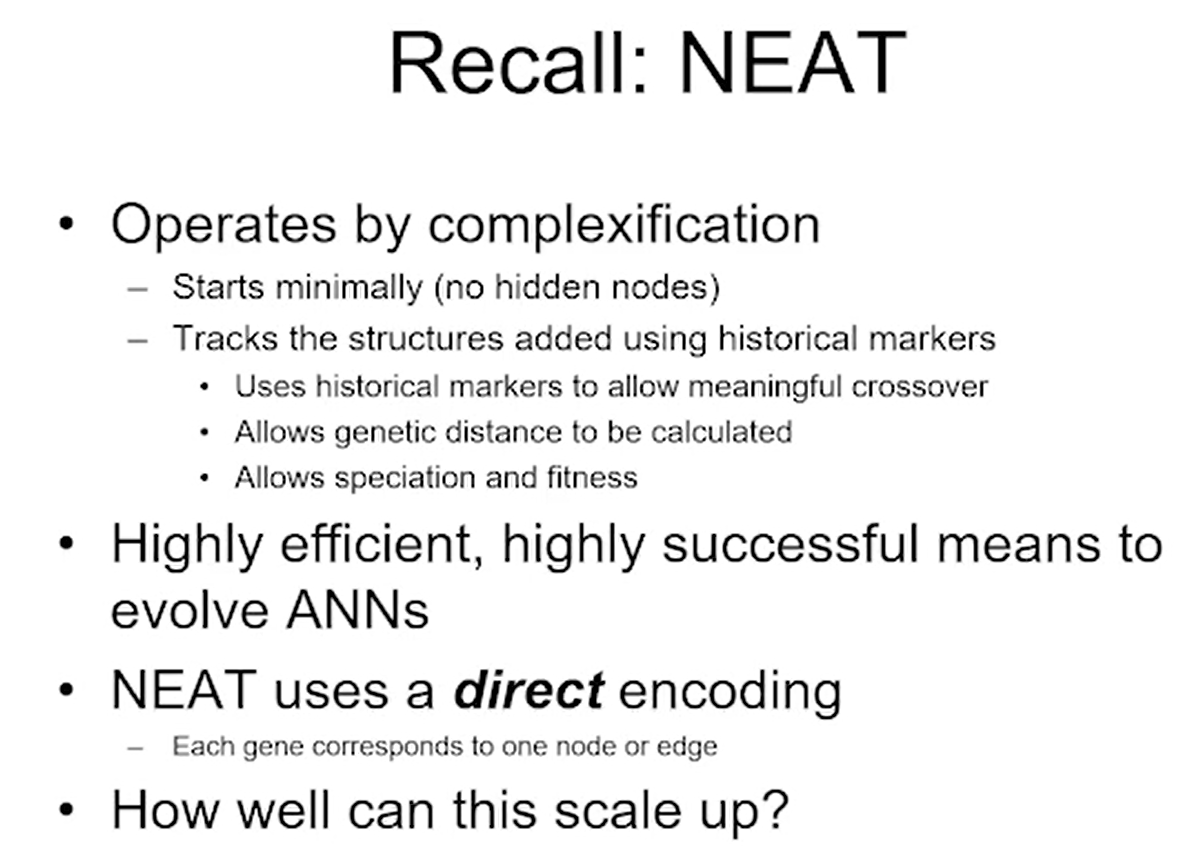 Recall: NEAT
• Operates by complexification
– Starts minimally (no hidden nodes)
– Tracks the structures added using historical markers
• Uses historical markers to allow meaningful crossover
• Allows genetic distance to be calculated
• Allows speciation and fitness
• Highly efficient, highly successful means to
evolve ANNs
• NEAT uses a direct encoding
– Each gene corresponds to one node or edge
• How well can this scale up?